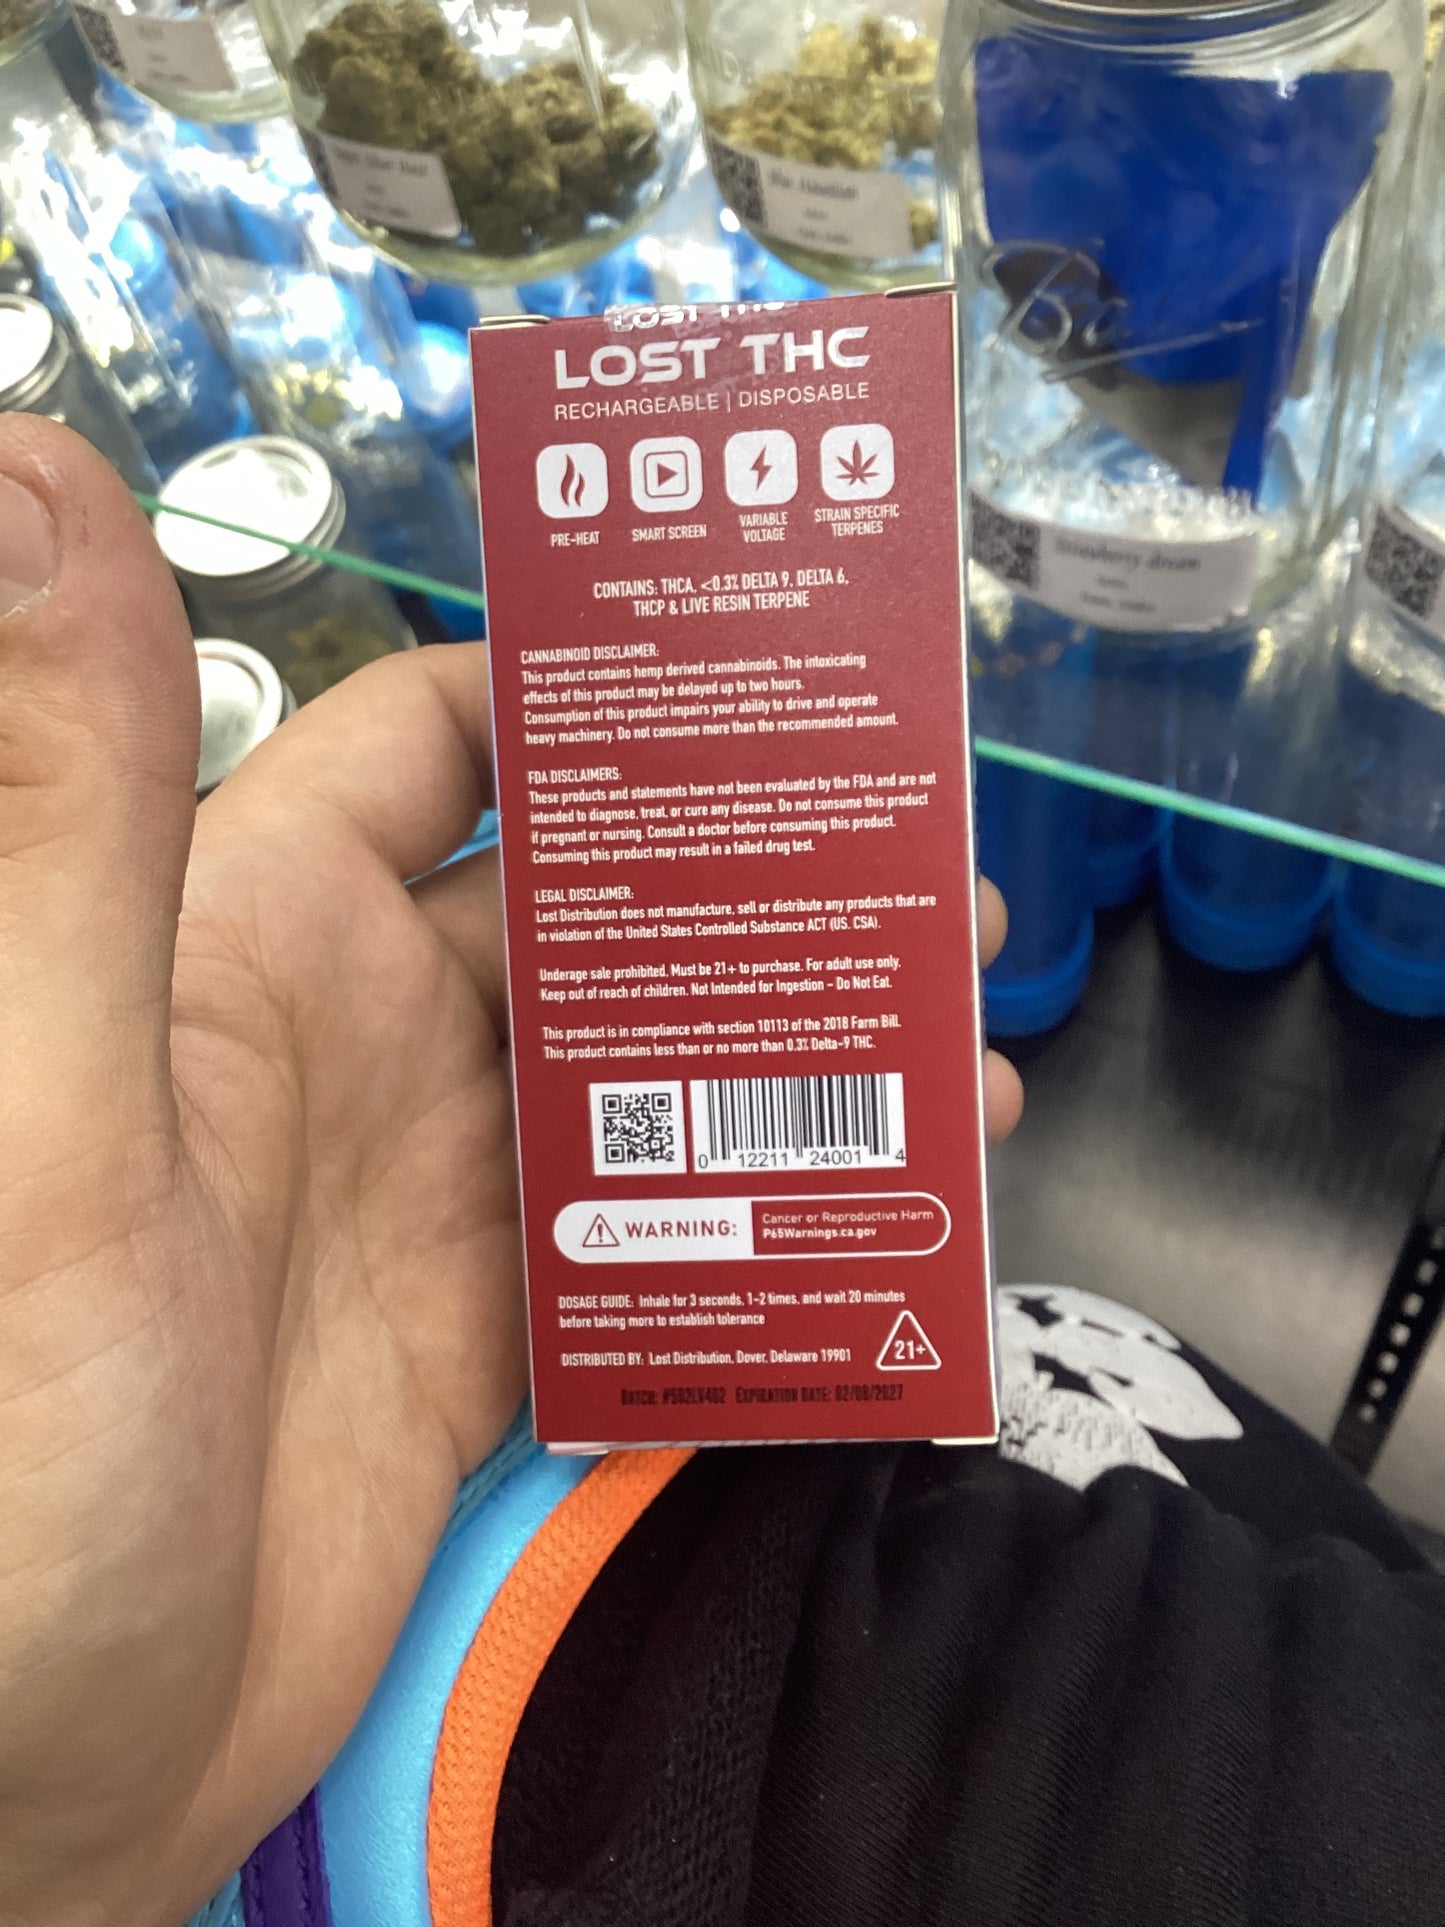 LOST THC
LOST THC
RECHARGEABLE | DISPOSABLE
PRE-HEAT
SMART SCREEN
VARIABLE
VOLTAGE
STRAIN SPECIFIC
TERPENES
CONTAINS: THCA, <0.3% DELTA 9, DELTA 6,
THCP & LIVE RESIN TERPENE
CANNABINOID DISCLAIMER:
This product contains hemp derived cannabinoids. The intoxicating
effects of this product may be delayed up to two hours.
Consumption of this product impairs your ability to drive and operate
heavy machinery. Do not consume more than the recommended amount.
FDA DISCLAIMERS:
These products and statements have not been evaluated by the FDA and are not
intended to diagnose, treat, or cure any disease. Do not consume this product
if pregnant or nursing. Consult a doctor before consuming this product.
Consuming this product may result in a failed drug test.
LEGAL DISCLAIMER:
Lost Distribution does not manufacture, sell or distribute any products that are
in violation of the United States Controlled Substance ACT (US. CSA).
Underage sale prohibited, Must be 21+ to purchase. For adult use only.
Keep out of reach of children. Not Intended for Ingestion - Do Not Eat.
This product is in compliance with section 10113 of the 2018 Farm Bill.
This product contains less than or no more than 0.3% Delta-9 THC.
0 12211 24001 4
WARNING:
Cancer or Reproductive Harm
P65Warnings.ca.gov
DOSAGE GUIDE: Inhale for 3 seconds, 1-2 times, and wait 20 minutes
before taking more to establish tolerance
21+
DISTRIBUTED BY: Lost Distribution, Dover, Delaware 19901
BATCH: #502LV402 EXPIRATION DATE: 02/08/2027
Strawberry dream
Ba